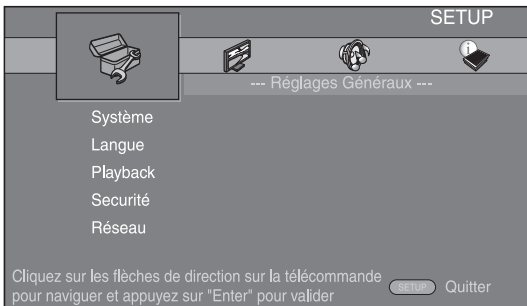 SETUP
--- Réglages Généraux ---
Système
Langue
Playback
Securité
Réseau
Cliquez sur les flèches de direction sur la télécommande
pour naviguer et appuyez sur "Enter" pour valider
SETUP Quitter